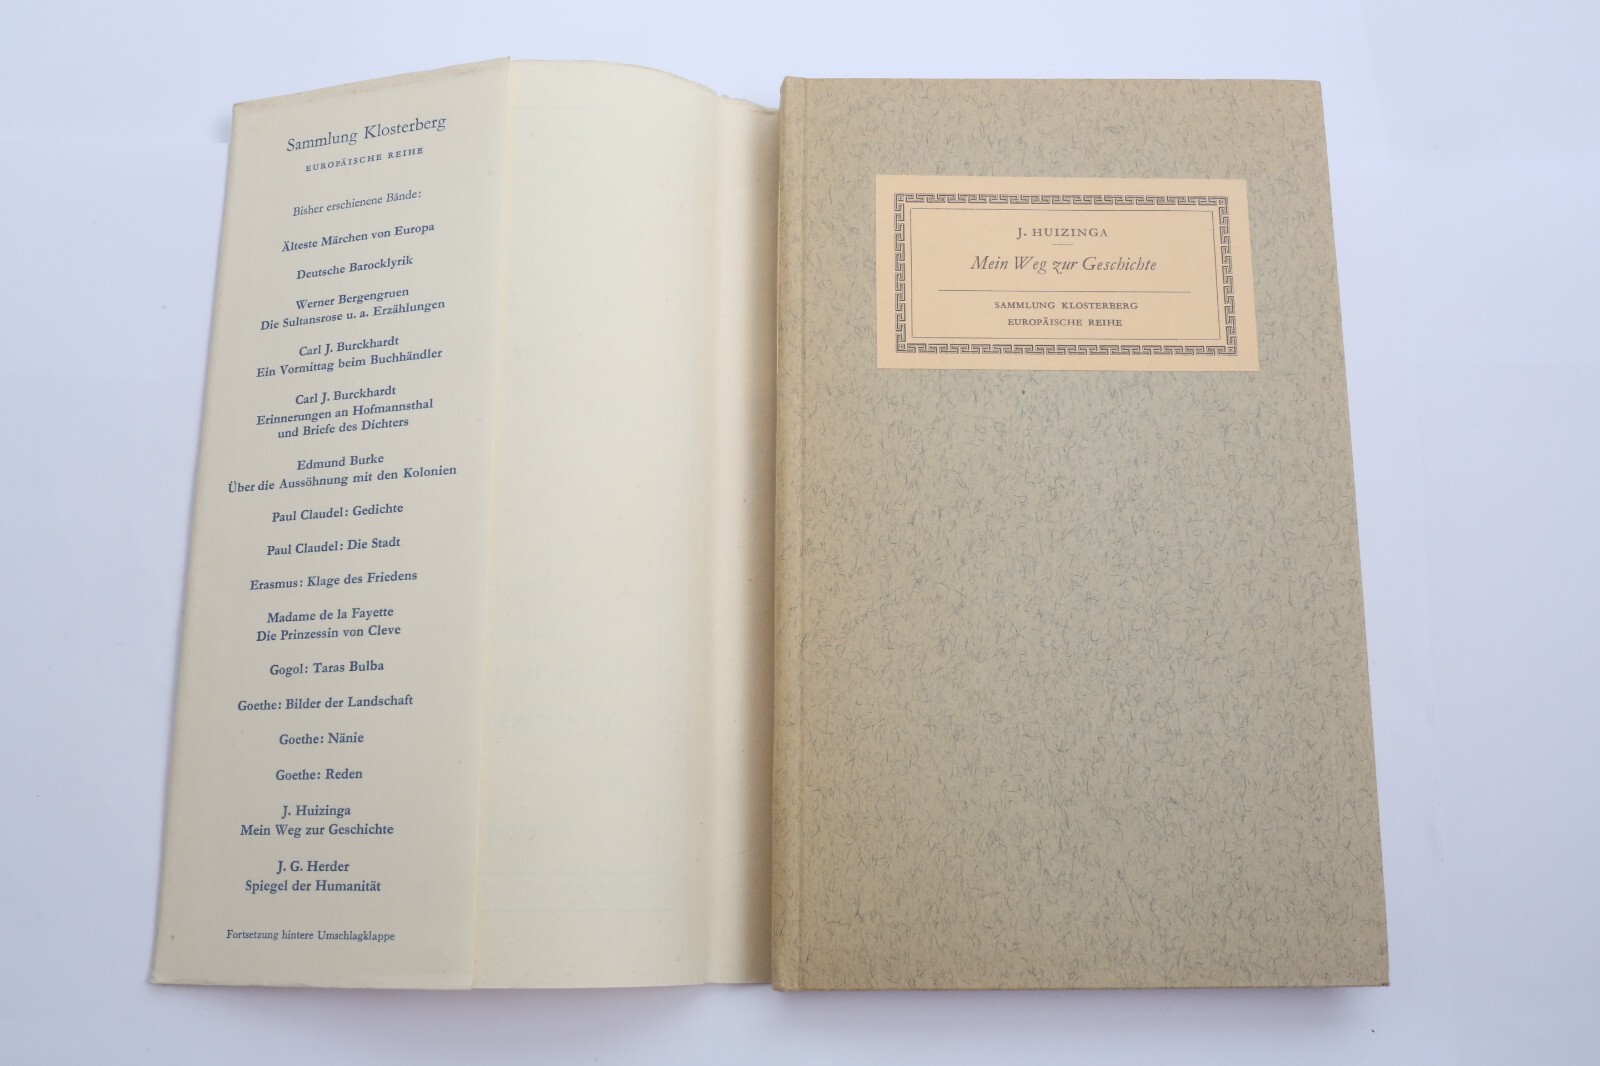 Sammlung Klosterberg
EUROPÄISCHE REIHE
Bisher erschienene Bände:
Älteste Märchen von Europa
Deutsche Barocklyrik
Werner Bergengruen
Die Sultansrose u. a. Erzählungen
Carl J. Burckhardt
Ein Vormittag beim Buchhändler
Carl J. Burckhardt
Erinnerungen an Hofmannsthal
und Briefe des Dichters
Edmund Burke
Über die Aussöhnung mit den Kolonien
Paul Claudel: Gedichte
Paul Claudel: Die Stadt
Erasmus: Klage des Friedens
Madame de la Fayette
Die Prinzessin von Cleve
Gogol: Taras Bulba
Goethe: Bilder der Landschaft
Goethe: Nänie
Goethe: Reden
J. Huizinga
Mein Weg zur Geschichte
J. G. Herder
Spiegel der Humanität
Fortsetzung hintere Umschlagklappe
J. HUIZINGA
Mein Weg zur Geschichte
SAMMLUNG KLOSTERBERG
EUROPÄISCHE REIHE